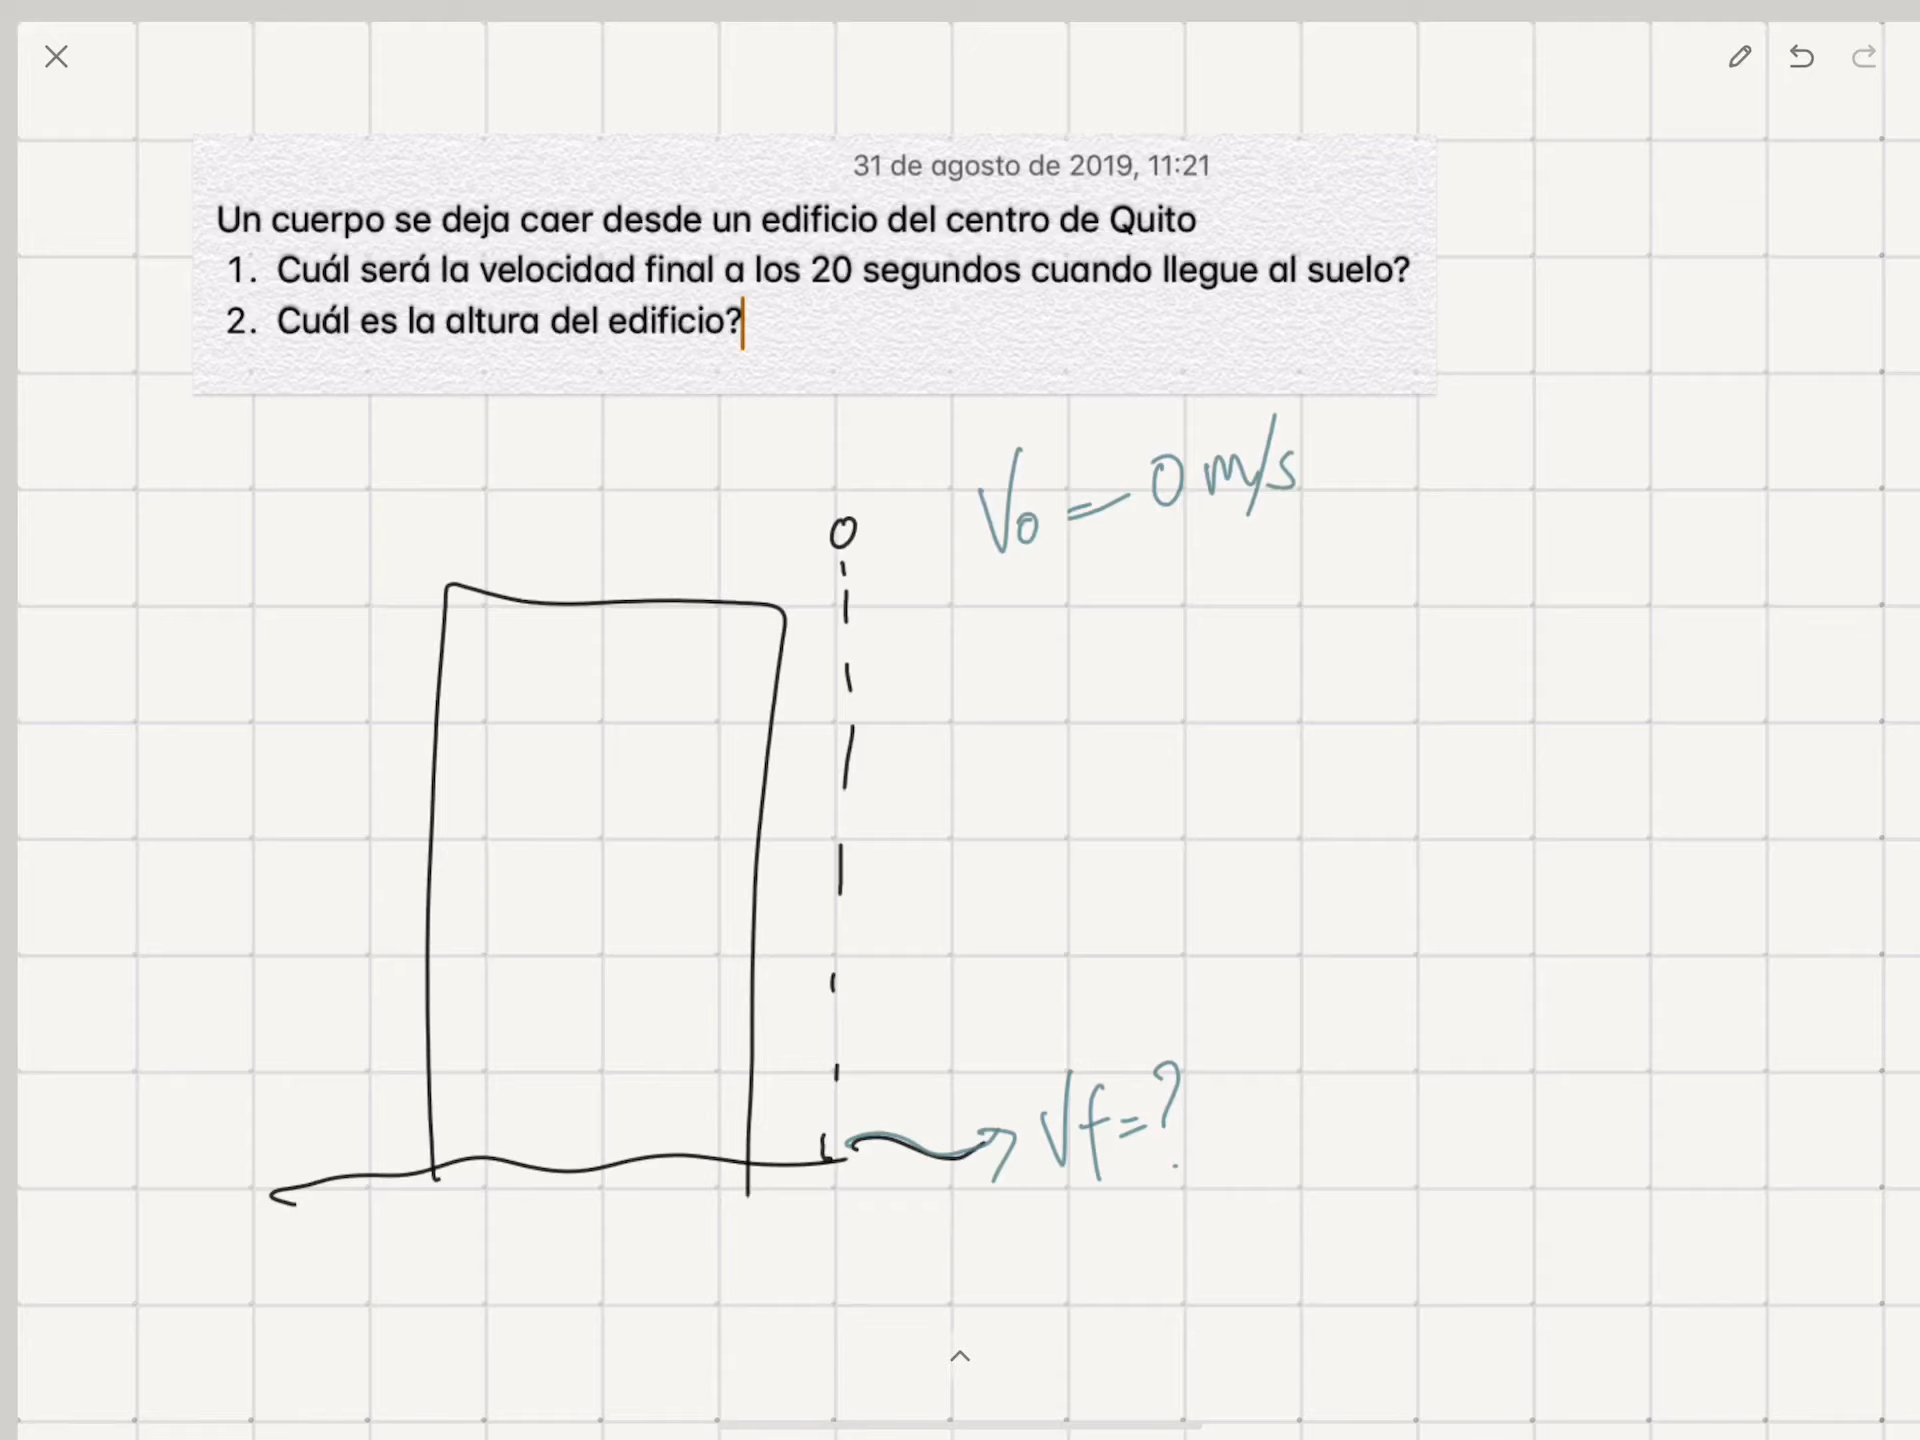 31 de agosto de 2019, 11:21
Un cuerpo se deja caer desde un edificio del centro de Quito
1. Cuál será la velocidad final a los 20 segundos cuando llegue al suelo?
2. Cuál es la altura del edificio?
Vo = 0 m/s
Vf = ?